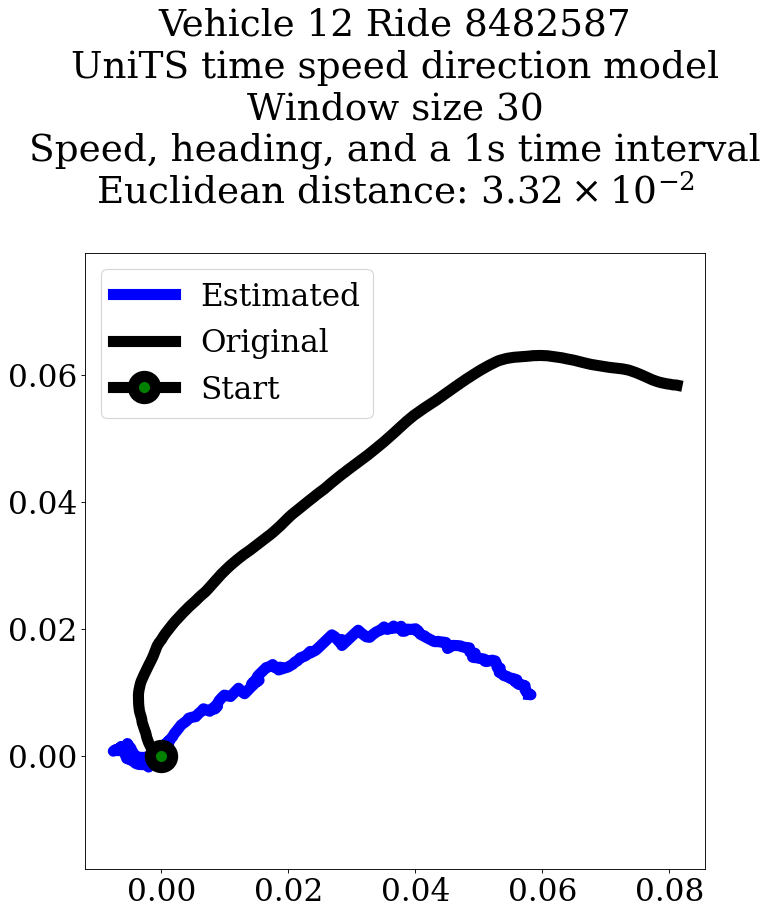 Vehicle 12 Ride 8482587
UniTS time speed direction model
Window size 30
Speed, heading, and a 1s time interval
Euclidean distance: 3.32 × 10⁻²
Estimated
Original
Start
0.06
0.04
0.02
0.00
0.00 0.02 0.04 0.06 0.08